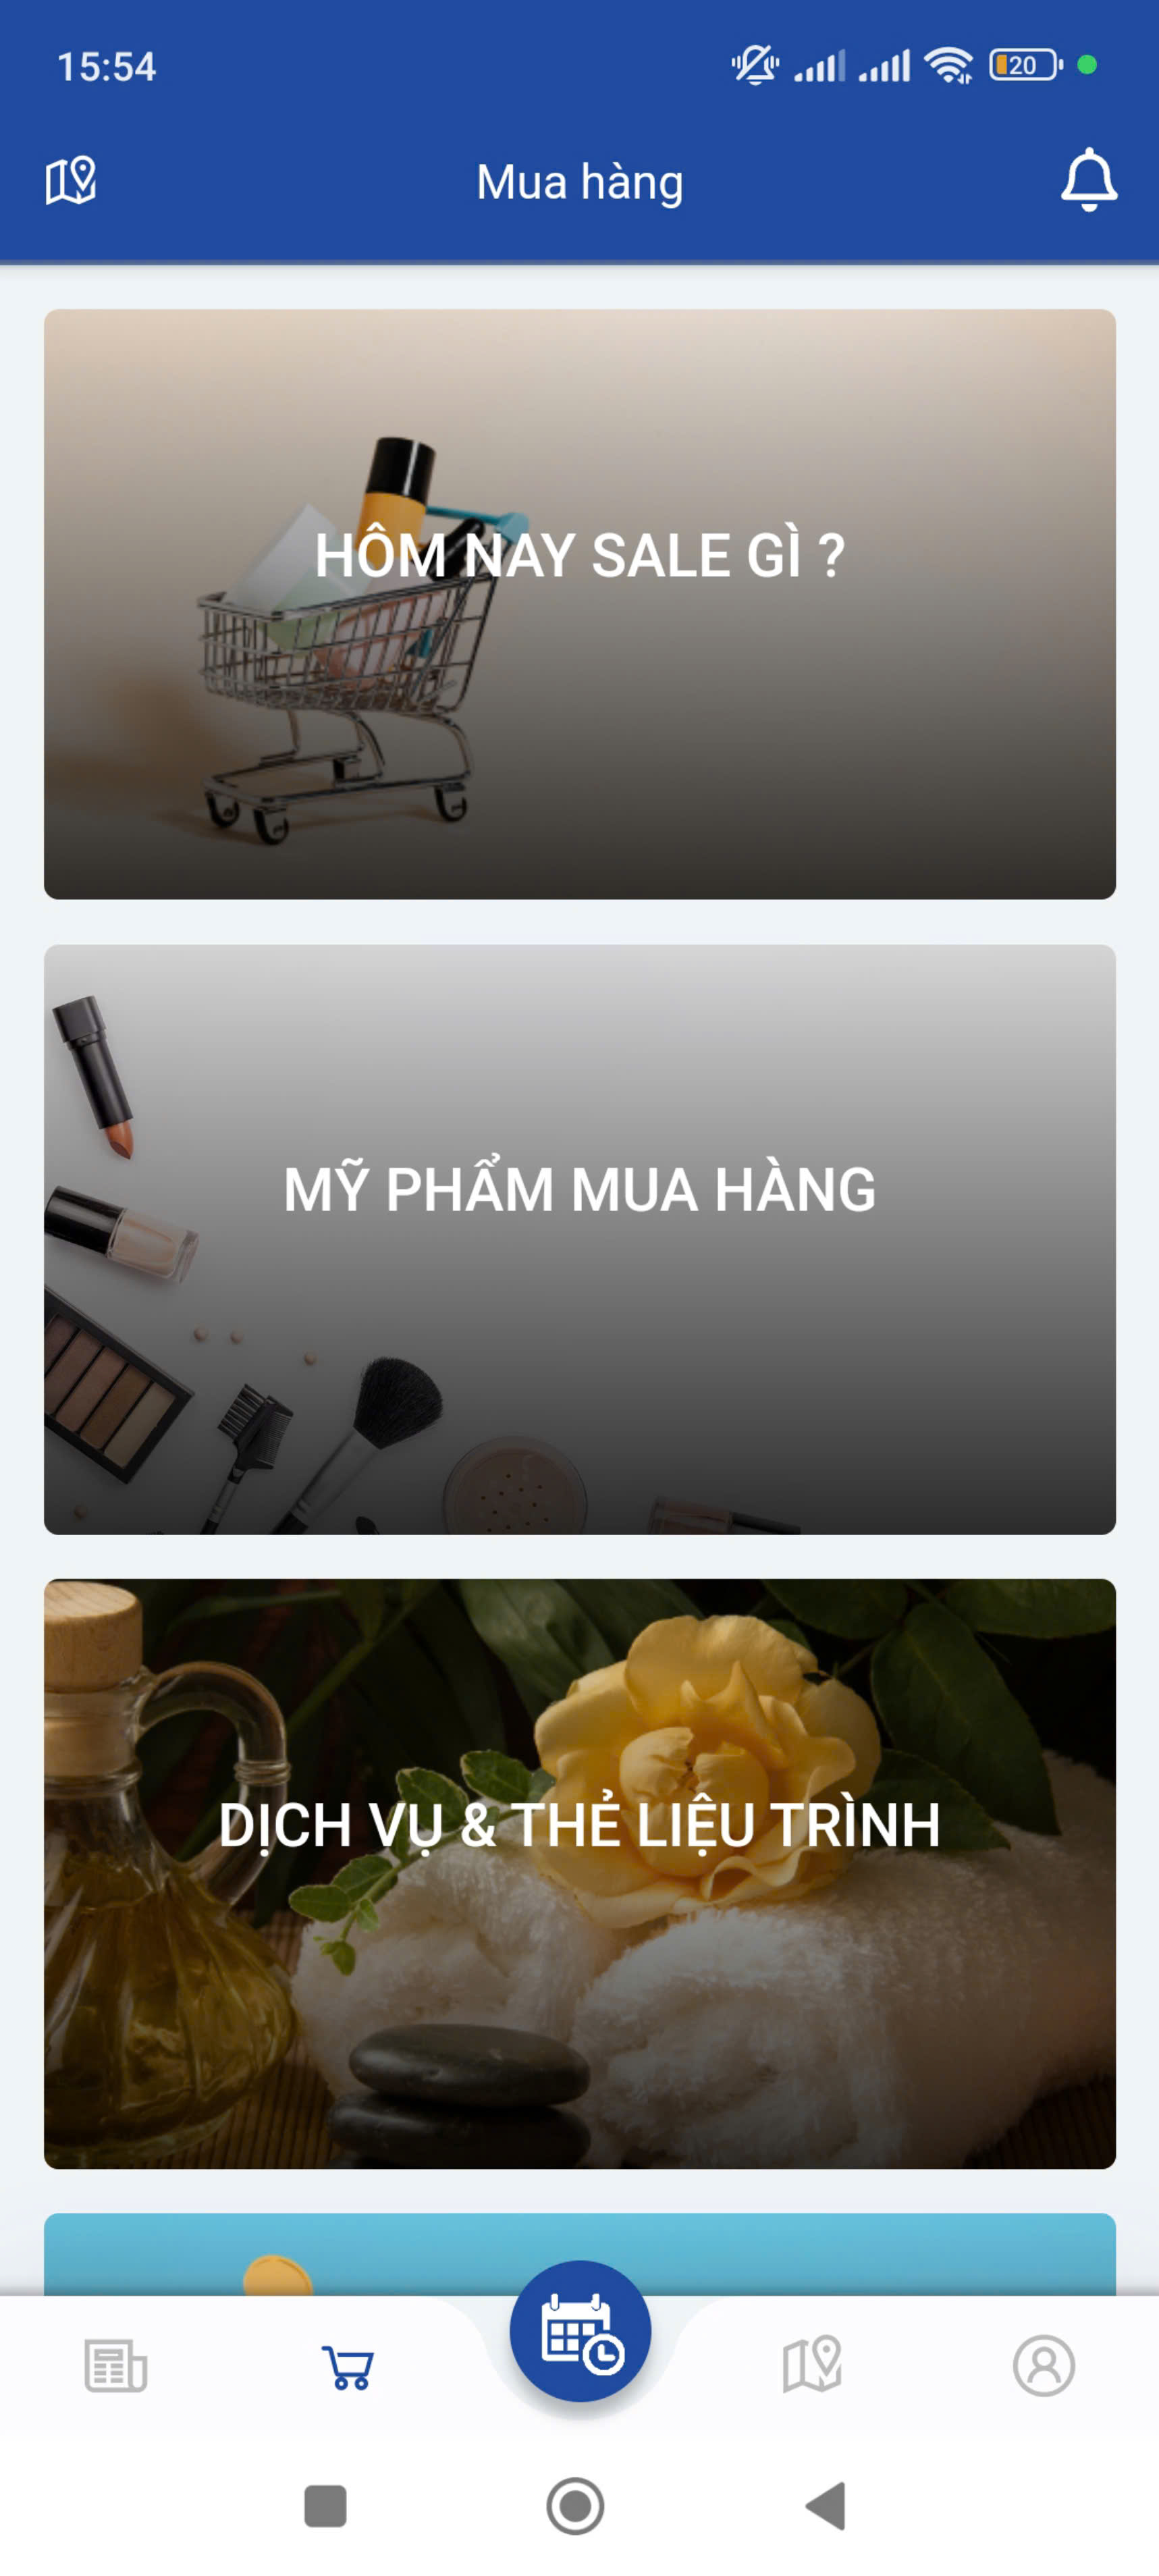 15:54
20
Mua hàng
HÔM NAY SALE GÌ ?
MỸ PHẨM MUA HÀNG
DỊCH VỤ & THẺ LIỆU TRÌNH